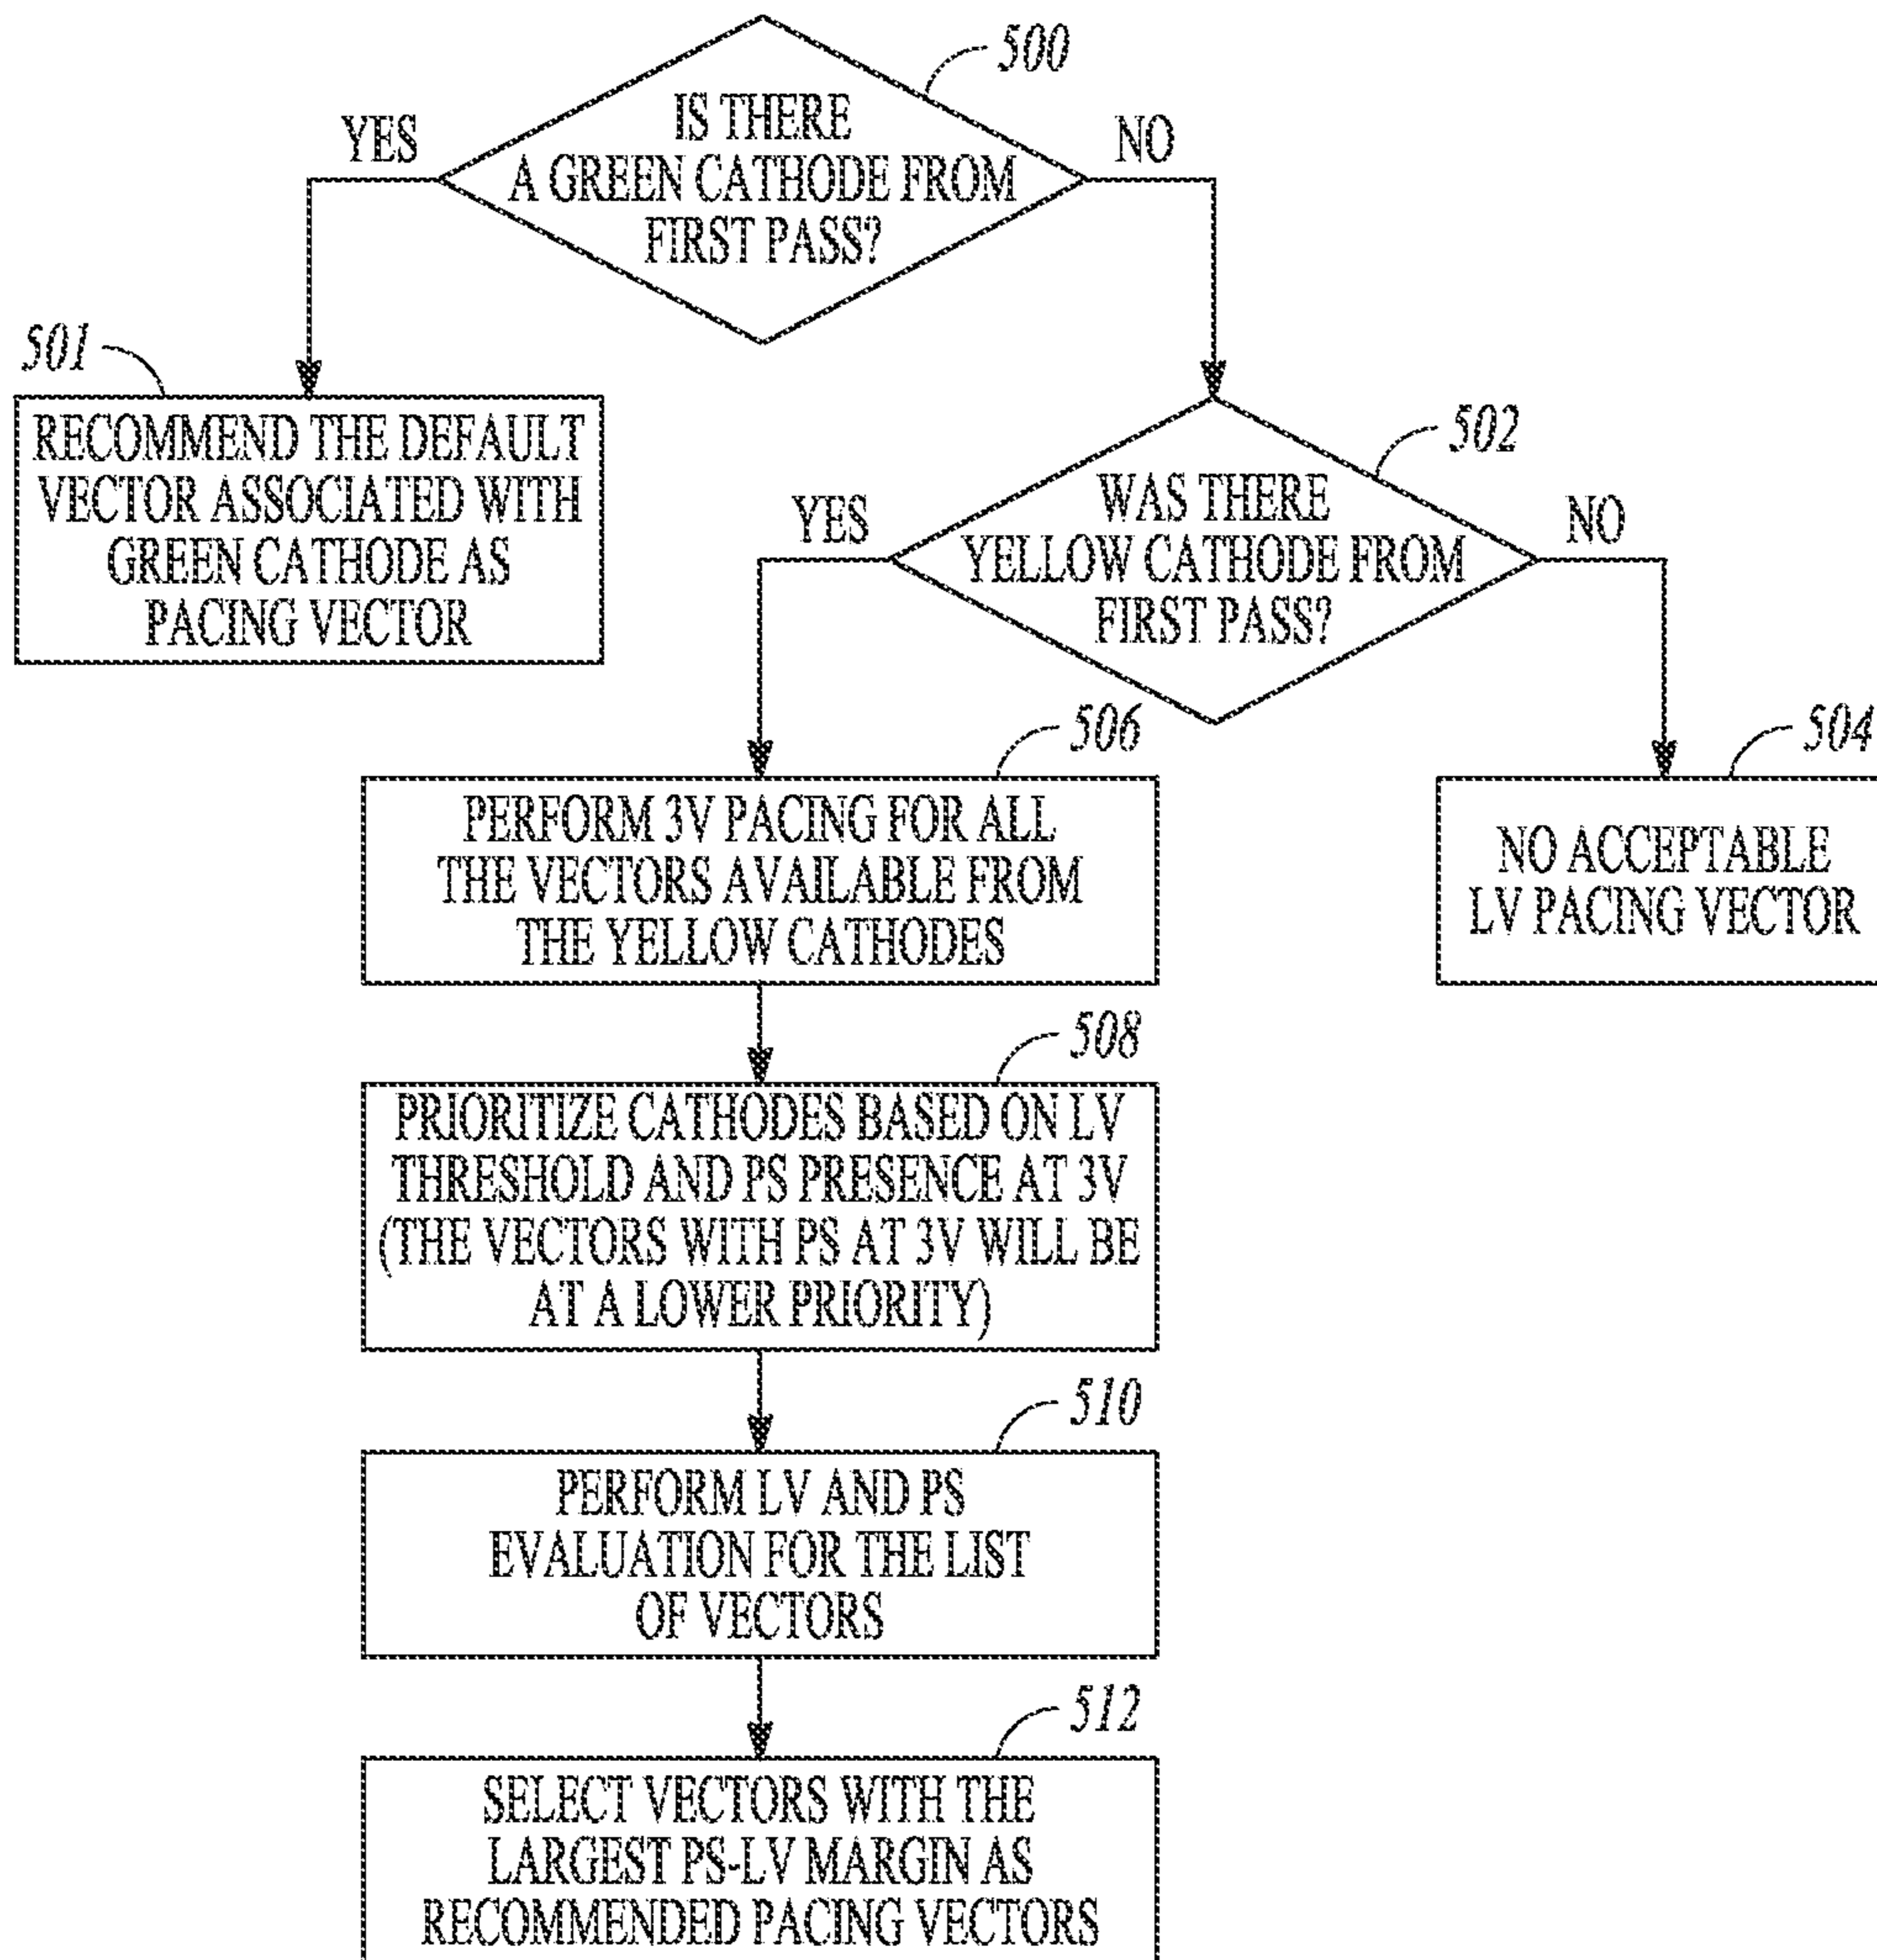 500
IS THERE
A GREEN CATHODE FROM
FIRST PASS?
YES
NO
501
RECOMMEND THE DEFAULT
VECTOR ASSOCIATED WITH
GREEN CATHODE AS
PACING VECTOR
502
WAS THERE
YELLOW CATHODE FROM
FIRST PASS?
YES
NO
504
NO ACCEPTABLE
LV PACING VECTOR
506
PERFORM 3V PACING FOR ALL
THE VECTORS AVAILABLE FROM
THE YELLOW CATHODES
508
PRIORITIZE CATHODES BASED ON LV
THRESHOLD AND PS PRESENCE AT 3V
(THE VECTORS WITH PS AT 3V WILL BE
AT A LOWER PRIORITY)
510
PERFORM LV AND PS
EVALUATION FOR THE LIST
OF VECTORS
512
SELECT VECTORS WITH THE
LARGEST PS-LV MARGIN AS
RECOMMENDED PACING VECTORS